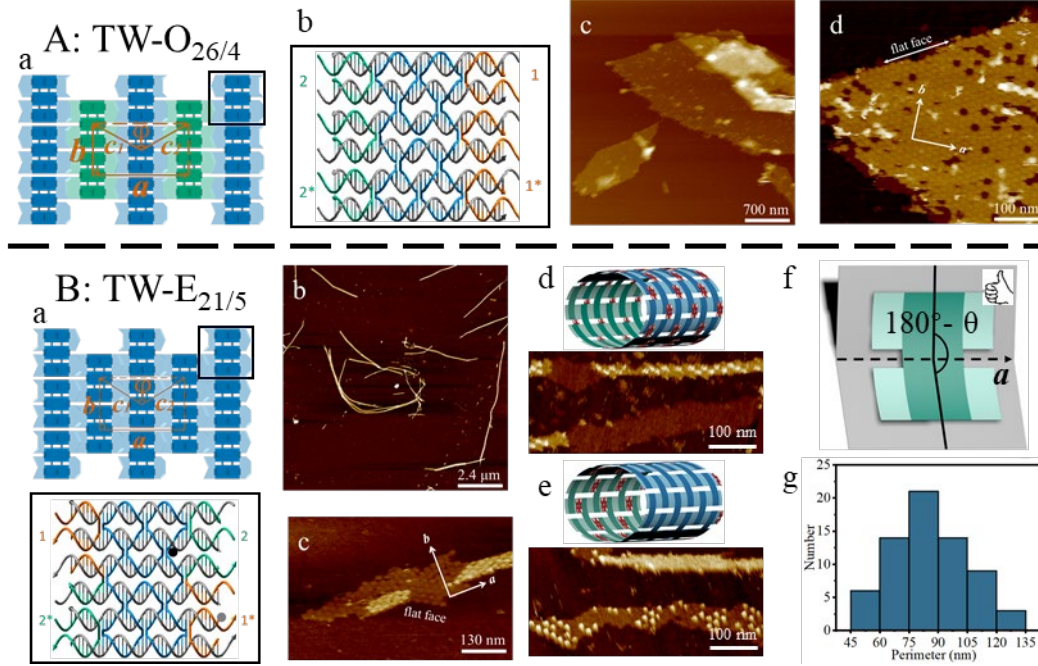 A: TW-O26/4
a
b
a
c1
c2
φ
b
2
1
2*
1*
c
700 nm
d
flat face
b
a
100 nm
B: TW-E21/5
a
b
a
c1
c2
φ
1
2
2*
1*
b
2.4 μm
c
b
a
flat face
130 nm
d
100 nm
e
100 nm
f
180°- θ
a
g
Number
25
20
15
10
5
0
45 60 75 90 105 120 135
Perimeter (nm)